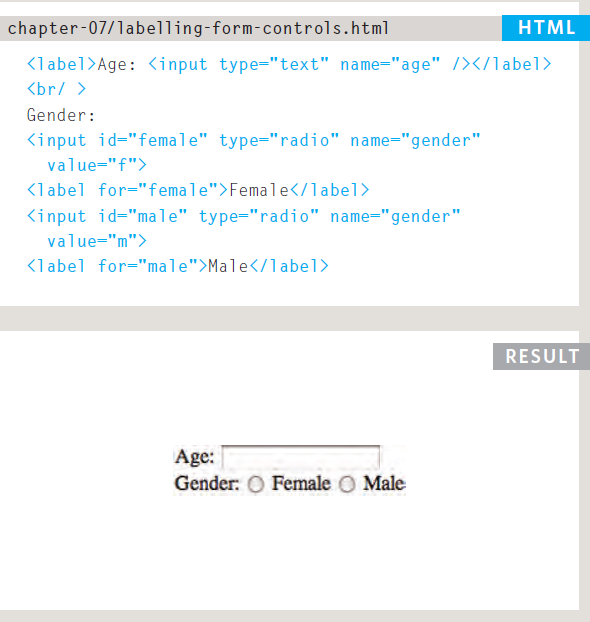 chapter-07/labelling-form-controls.html HTML
<label>Age: <input type="text" name="age" /></label>
<br/ >
Gender:
<input id="female" type="radio" name="gender"
value="f">
<label for="female">Female</label>
<input id="male" type="radio" name="gender"
value="m">
<label for="male">Male</label>
RESULT
Age:
Gender: Female Male